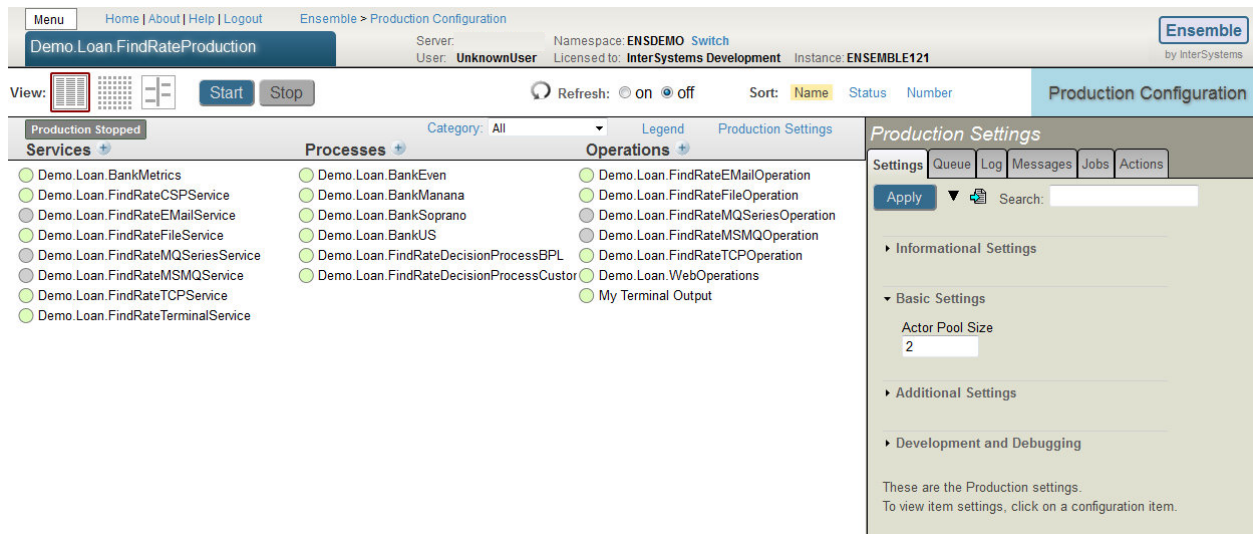 Menu Home | About | Help | Logout Ensemble > Production Configuration
Demo.Loan.FindRateProduction
Server: Namespace: ENSDEMO Switch
User: UnknownUser Licensed to: InterSystems Development Instance: ENSEMBLE121
Ensemble
by InterSystems
View: Start Stop Refresh: on off Sort: Name Status Number Production Configuration
Production Stopped Category: All Legend Production Settings
Services Processes Operations
Demo.Loan.BankMetrics Demo.Loan.BankEven Demo.Loan.FindRateEMailOperation
Demo.Loan.FindRateCSPService Demo.Loan.BankManana Demo.Loan.FindRateFileOperation
Demo.Loan.FindRateEMailService Demo.Loan.BankSoprano Demo.Loan.FindRateMQSeriesOperation
Demo.Loan.FindRateFileService Demo.Loan.BankUS Demo.Loan.FindRateMSMQOperation
Demo.Loan.FindRateMQSeriesService Demo.Loan.FindRateDecisionProcessBPL Demo.Loan.FindRateTCPOperation
Demo.Loan.FindRateMSMQService Demo.Loan.FindRateDecisionProcessCustom Demo.Loan.WebOperations
Demo.Loan.FindRateTCPService My Terminal Output
Demo.Loan.FindRateTerminalService
Production Settings
Settings Queue Log Messages Jobs Actions
Apply Search:
Informational Settings
Basic Settings
Actor Pool Size
2
Additional Settings
Development and Debugging
These are the Production settings.
To view item settings, click on a configuration item.